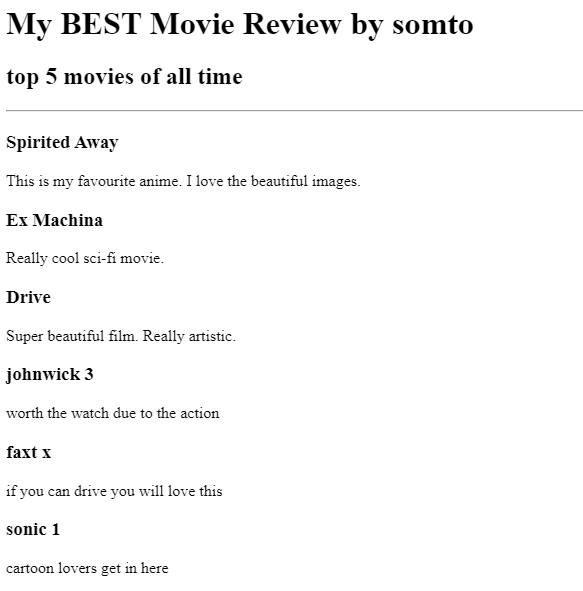 My BEST Movie Review by somto
top 5 movies of all time
Spirited Away
This is my favourite anime. I love the beautiful images.
Ex Machina
Really cool sci-fi movie.
Drive
Super beautiful film. Really artistic.
johnwick 3
worth the watch due to the action
faxt x
if you can drive you will love this
sonic 1
cartoon lovers get in here